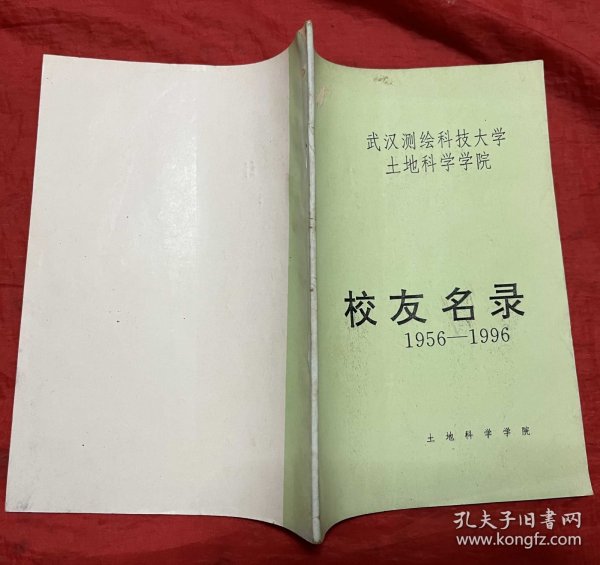 武汉测绘科技大学
土地科学学院
校友名录
1956—1996
土地科学学院
孔夫子旧书网
www.kongfz.com